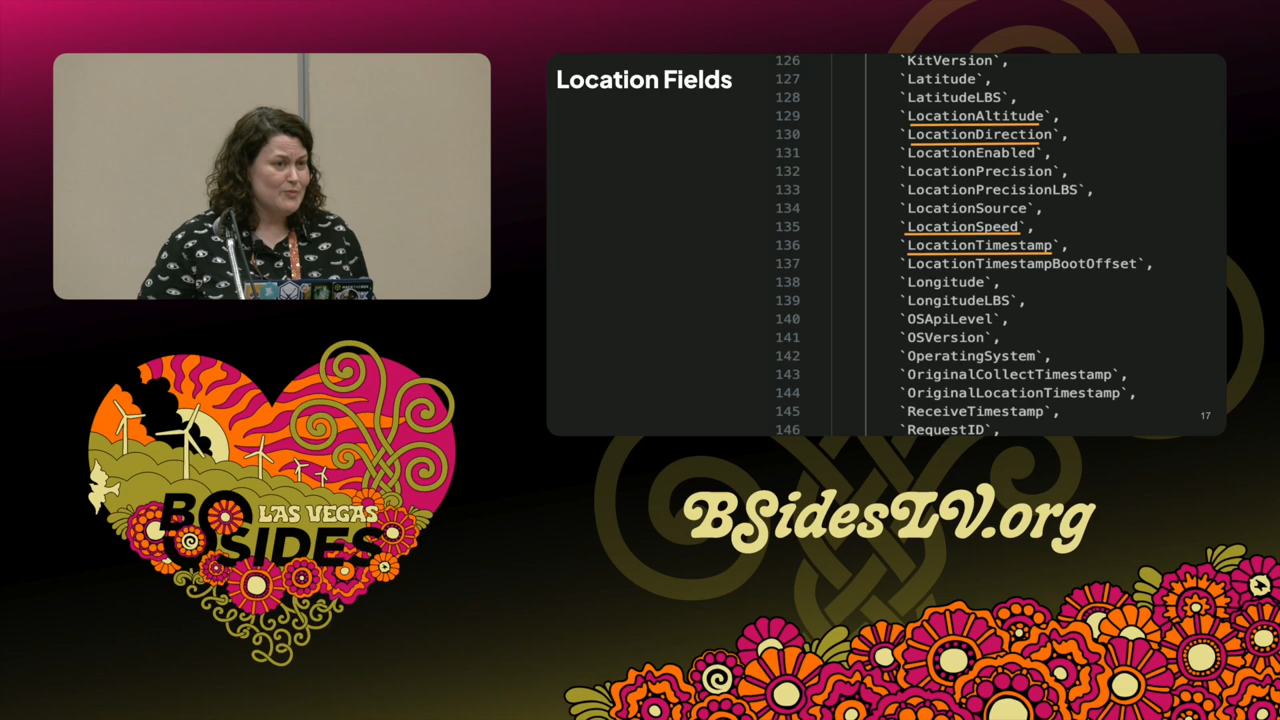 Location Fields
126 `KitVersion`,
127 `Latitude`,
128 `LatitudeLBS`,
129 `LocationAltitude`,
130 `LocationDirection`,
131 `LocationEnabled`,
132 `LocationPrecision`,
133 `LocationPrecisionLBS`,
134 `LocationSource`,
135 `LocationSpeed`,
136 `LocationTimestamp`,
137 `LocationTimestampBootOffset`,
138 `Longitude`,
139 `LongitudeLBS`,
140 `OSApiLevel`,
141 `OSVersion`,
142 `OperatingSystem`,
143 `OriginalCollectTimestamp`,
144 `OriginalLocationTimestamp`,
145 `ReceiveTimestamp`,
146 `RequestID`,
17
LAS VEGAS
BSidesLV.org